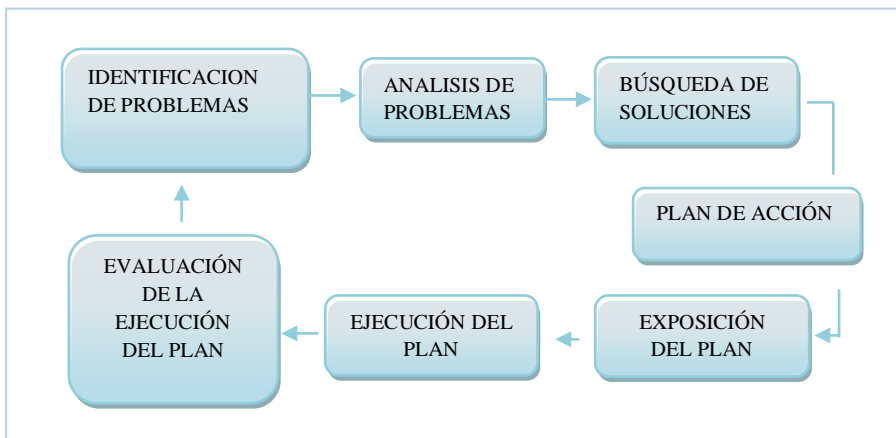 IDENTIFICACION
DE PROBLEMAS
ANALISIS DE
PROBLEMAS
BÚSQUEDA DE
SOLUCIONES
PLAN DE ACCIÓN
EXPOSICIÓN
DEL PLAN
EJECUCIÓN DEL
PLAN
EVALUACIÓN
DE LA
EJECUCIÓN
DEL PLAN